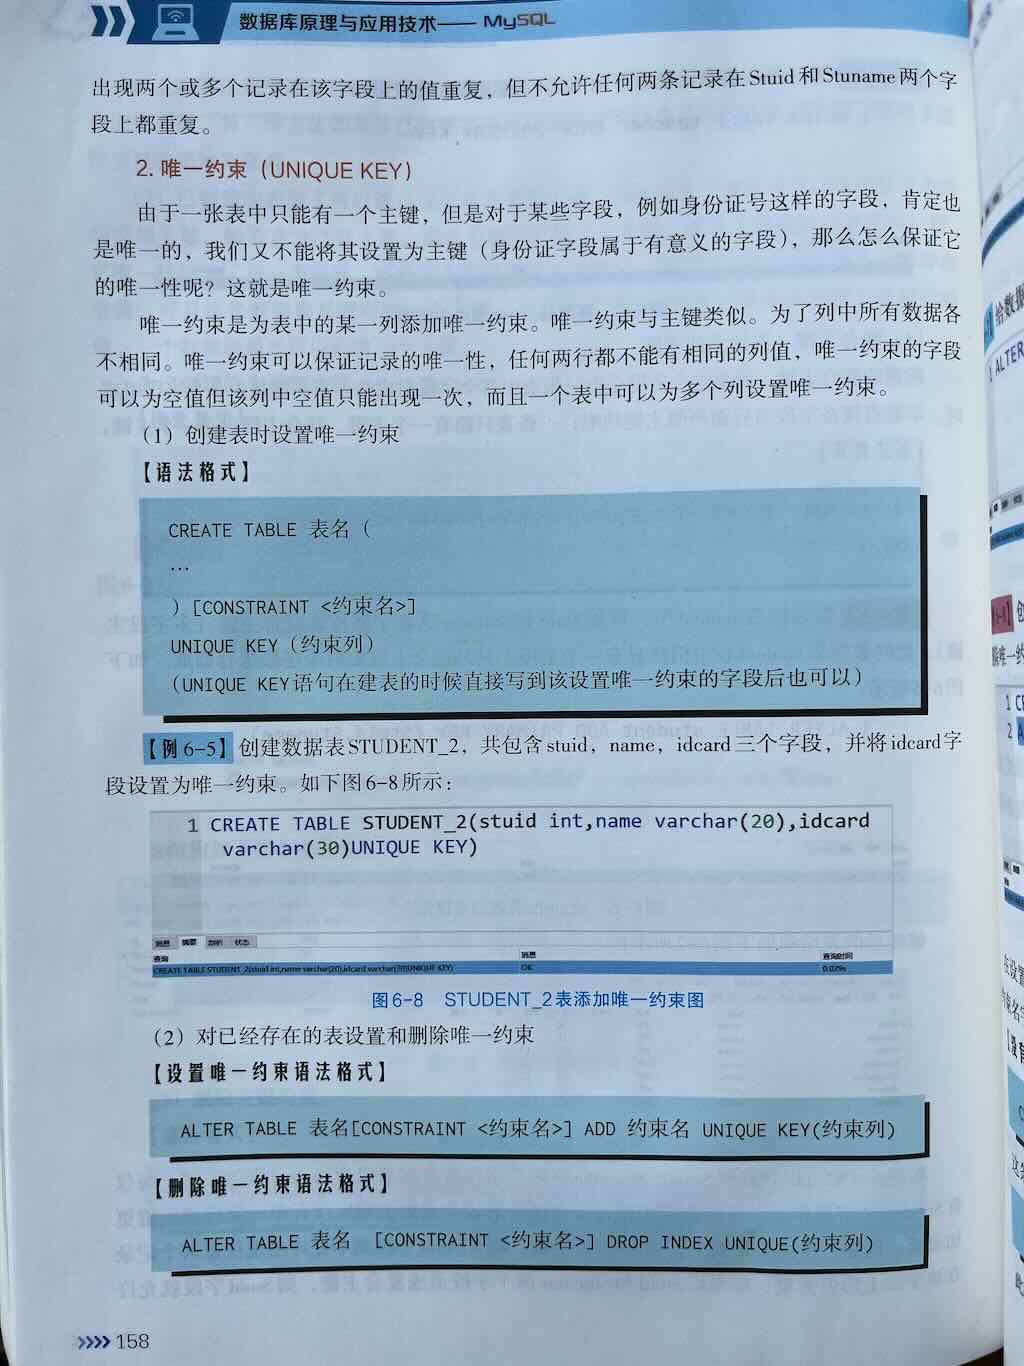 数据库原理与应用技术—— MySQL
出现两个或多个记录在该字段上的值重复，但不允许任何两条记录在Stuid和Stuname两个字
段上都重复。
2. 唯一约束（UNIQUE KEY）
由于一张表中只能有一个主键，但是对于某些字段，例如身份证号这样的字段，肯定也
是唯一的，我们又不能将其设置为主键（身份证字段属于有意义的字段），那么怎么保证它
的唯一性呢？这就是唯一约束。
唯一约束是为表中的某一列添加唯一约束。唯一约束与主键类似。为了列中所有数据各
不相同。唯一约束可以保证记录的唯一性，任何两行都不能有相同的列值，唯一约束的字段
可以为空值但该列中空值只能出现一次，而且一个表中可以为多个列设置唯一约束。
（1）创建表时设置唯一约束
【语法格式】
CREATE TABLE 表名（
…
）[CONSTRAINT <约束名>]
UNIQUE KEY（约束列）
（UNIQUE KEY语句在建表的时候直接写到该设置唯一约束的字段后也可以）
【例 6-5】创建数据表STUDENT_2，共包含stuid，name，idcard三个字段，并将idcard字
段设置为唯一约束。如下图6-8所示：
1 CREATE TABLE STUDENT_2(stuid int,name varchar(20),idcard
varchar(30)UNIQUE KEY)
消息 摘要 剖析 状态
查询 消息 查询时间
CREATE TABLE STUDENT_2(stuid int,name varchar(20),idcard varchar(30)UNIQUE KEY) OK 0.029s
图6-8 STUDENT_2表添加唯一约束图
（2）对已经存在的表设置和删除唯一约束
【设置唯一约束语法格式】
ALTER TABLE 表名[CONSTRAINT <约束名>] ADD 约束名 UNIQUE KEY(约束列)
【删除唯一约束语法格式】
ALTER TABLE 表名 [CONSTRAINT <约束名>] DROP INDEX UNIQUE(约束列)
158
给数据
ALTER